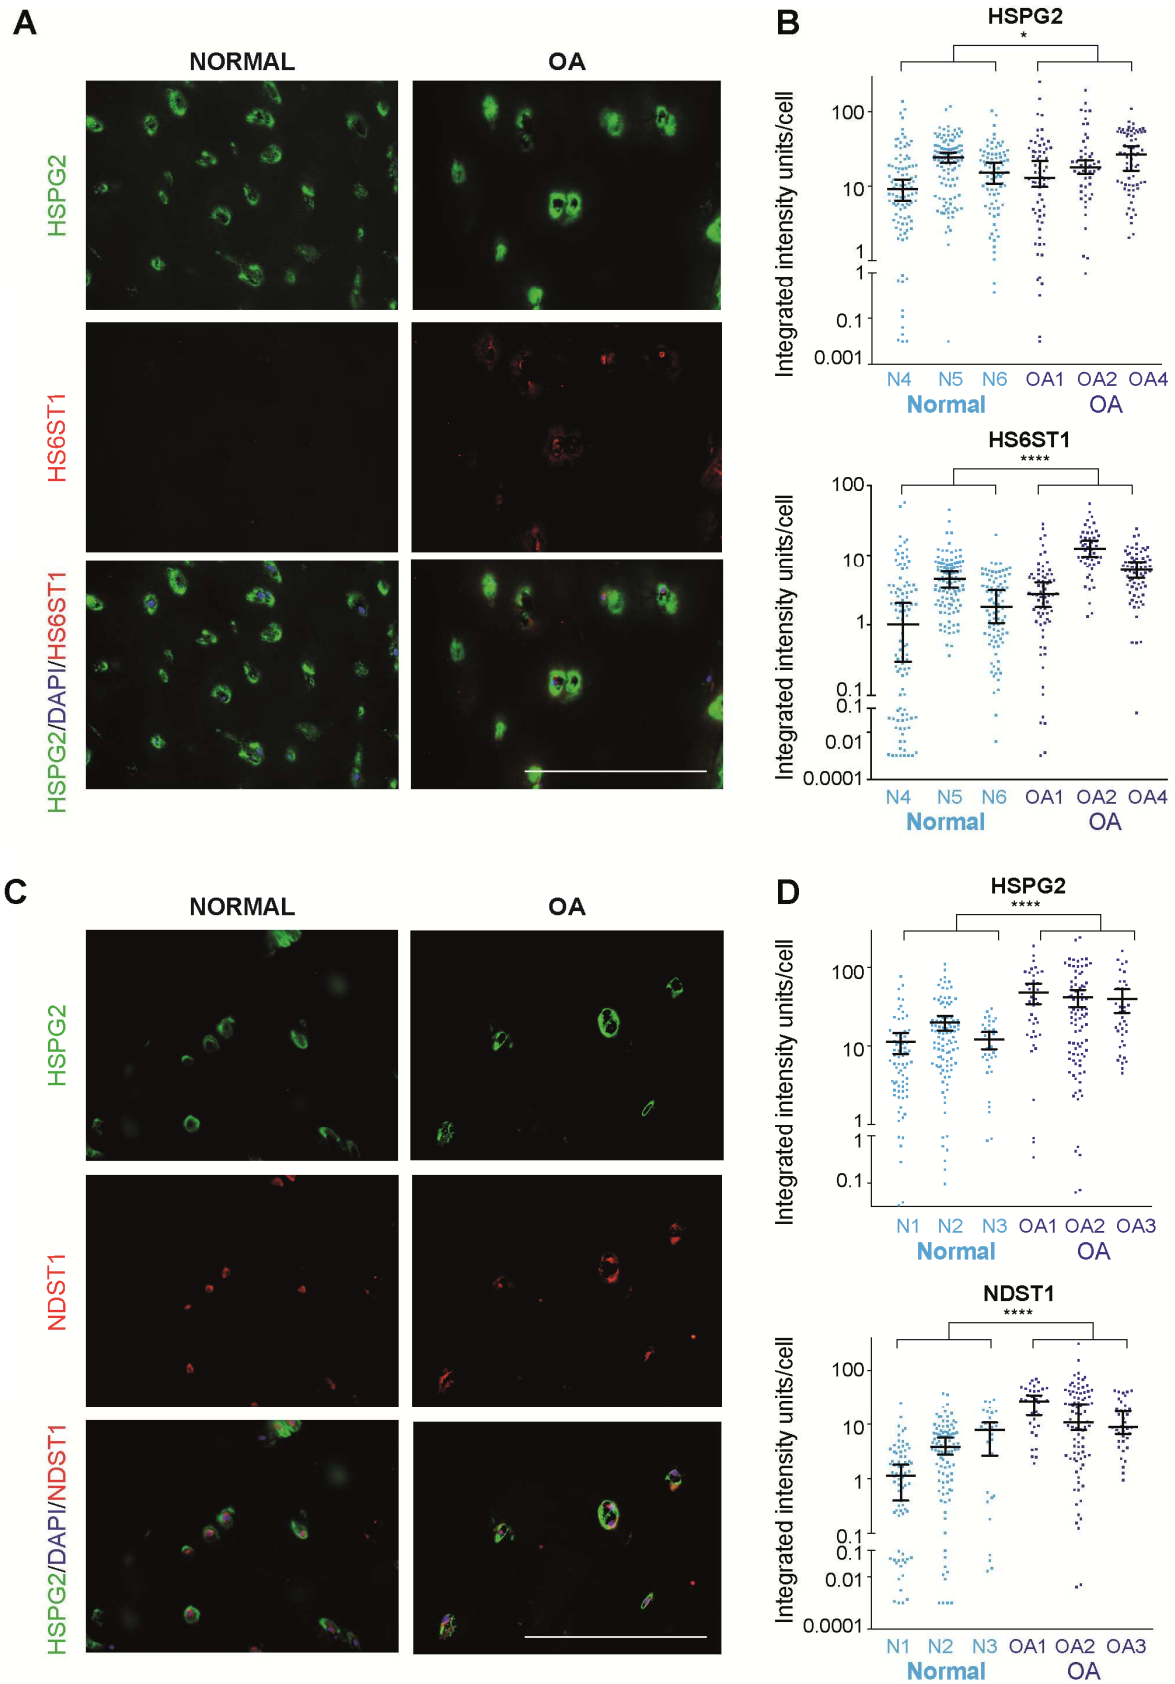 A
NORMAL
OA
HSPG2
HS6ST1
HSPG2/DAPI/HS6ST1
B
HSPG2
*
Integrated intensity units/cell
100
10
1
1
0.1
0.001
N4 N5 N6 OA1 OA2 OA4
Normal OA
HS6ST1
****
Integrated intensity units/cell
100
10
1
0.1
0.1
0.01
0.0001
N4 N5 N6 OA1 OA2 OA4
Normal OA
C
NORMAL
OA
HSPG2
NDST1
HSPG2/DAPI/NDST1
D
HSPG2
****
Integrated intensity units/cell
100
10
1
1
0.1
N1 N2 N3 OA1 OA2 OA3
Normal OA
NDST1
****
Integrated intensity units/cell
100
10
1
0.1
0.1
0.01
0.0001
N1 N2 N3 OA1 OA2 OA3
Normal OA